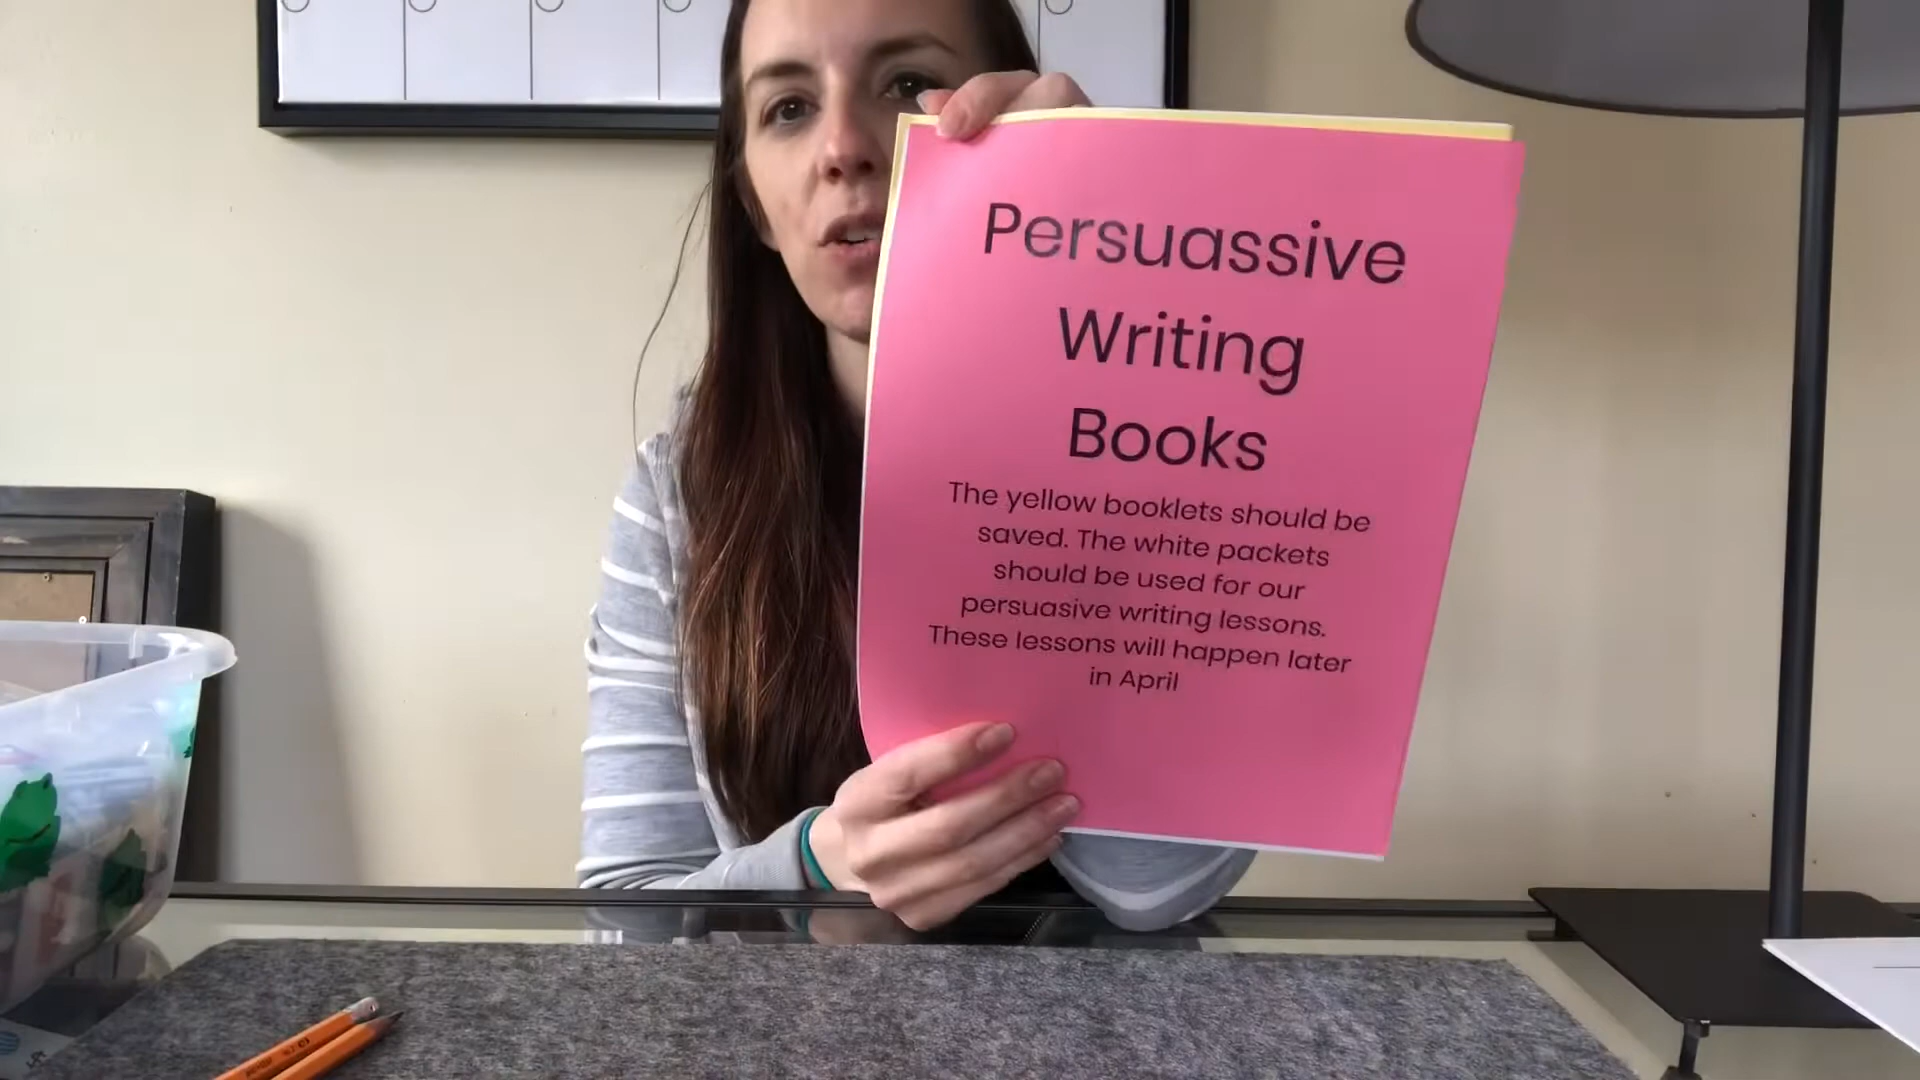 Persuassive
Writing
Books
The yellow booklets should be
saved. The white packets
should be used for our
persuasive writing lessons.
These lessons will happen later
in April